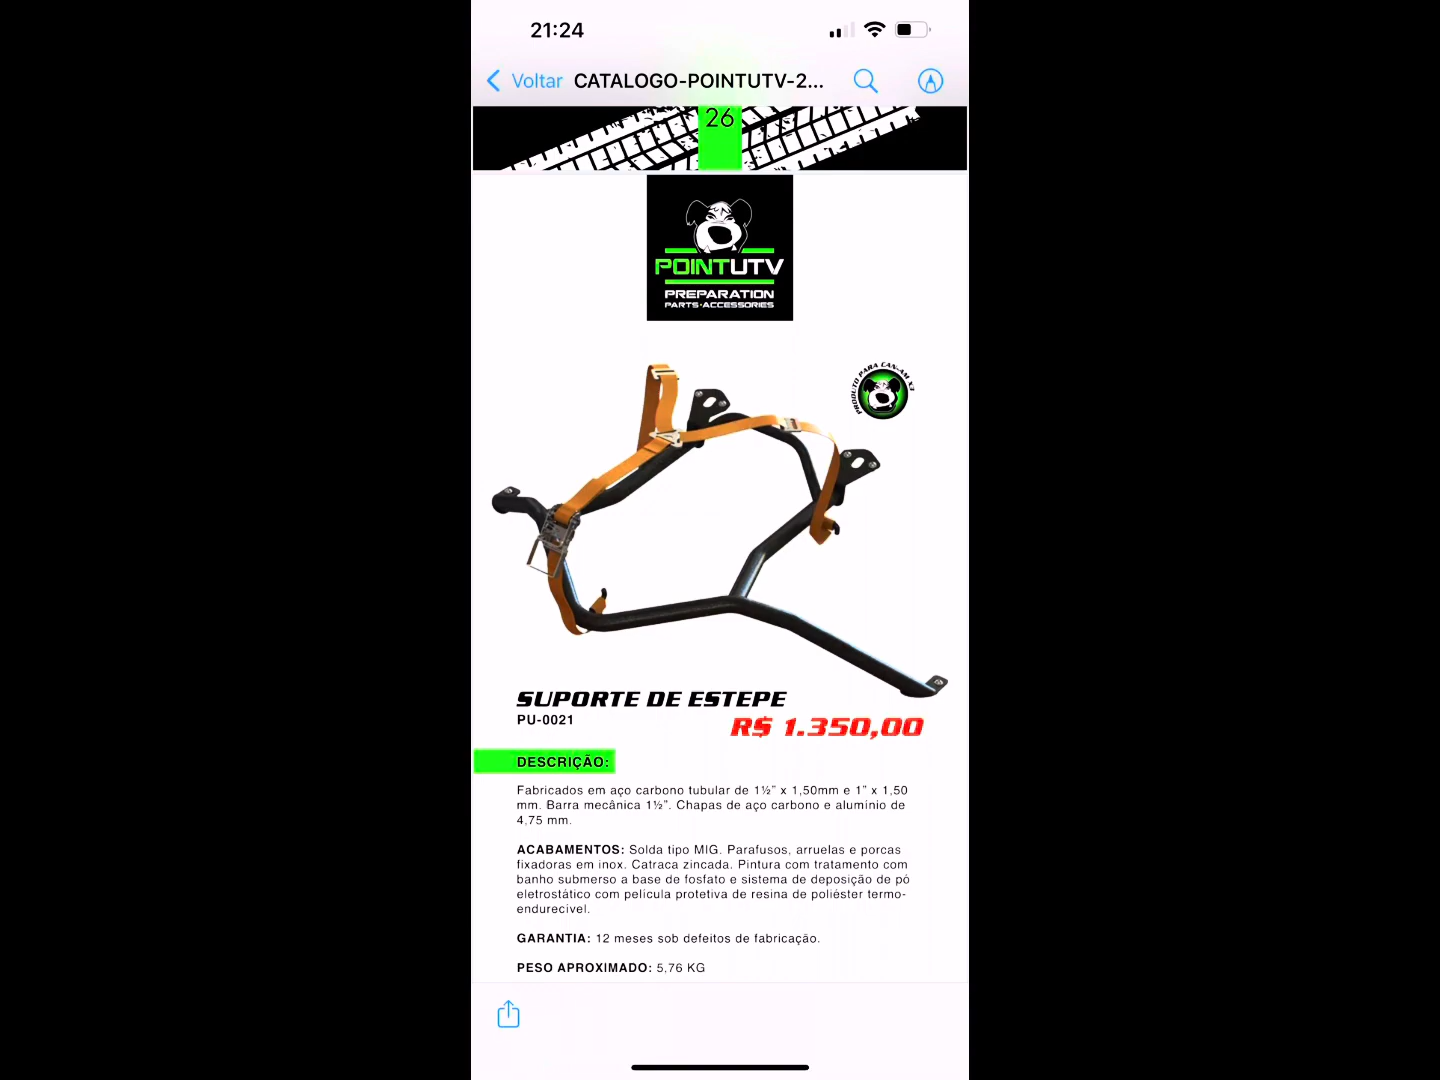 21:24
Voltar CATALOGO-POINTUTV-2...
26
POINTUTV
PREPARATION
PARTS·ACCESSORIES
PRODUTO PARA CAN-AM X3
SUPORTE DE ESTEPE
PU-0021
R$ 1.350,00
DESCRIÇÃO:
Fabricados em aço carbono tubular de 1½” x 1,50mm e 1” x 1,50
mm. Barra mecânica 1½”. Chapas de aço carbono e alumínio de
4,75 mm.
ACABAMENTOS: Solda tipo MIG. Parafusos, arruelas e porcas
fixadoras em inox. Catraca zincada. Pintura com tratamento com
banho submerso a base de fosfato e sistema de deposição de pó
eletrostático com película protetiva de resina de poliéster termo-
endurecível.
GARANTIA: 12 meses sob defeitos de fabricação.
PESO APROXIMADO: 5,76 KG